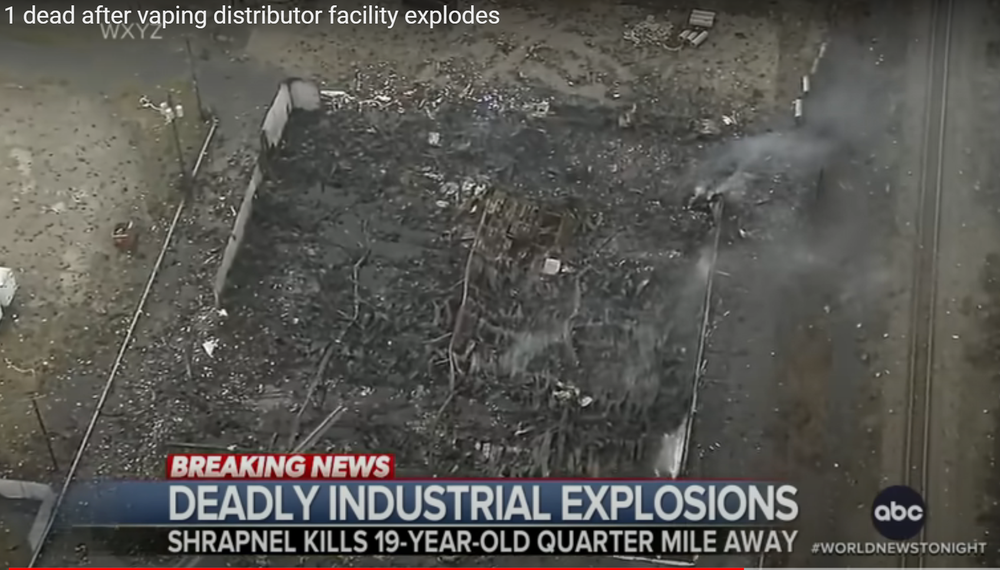 1 dead after vaping distributor facility explodes
WXYZ
BREAKING NEWS
DEADLY INDUSTRIAL EXPLOSIONS
SHRAPNEL KILLS 19-YEAR-OLD QUARTER MILE AWAY
abc
#WORLDNEWSTONIGHT